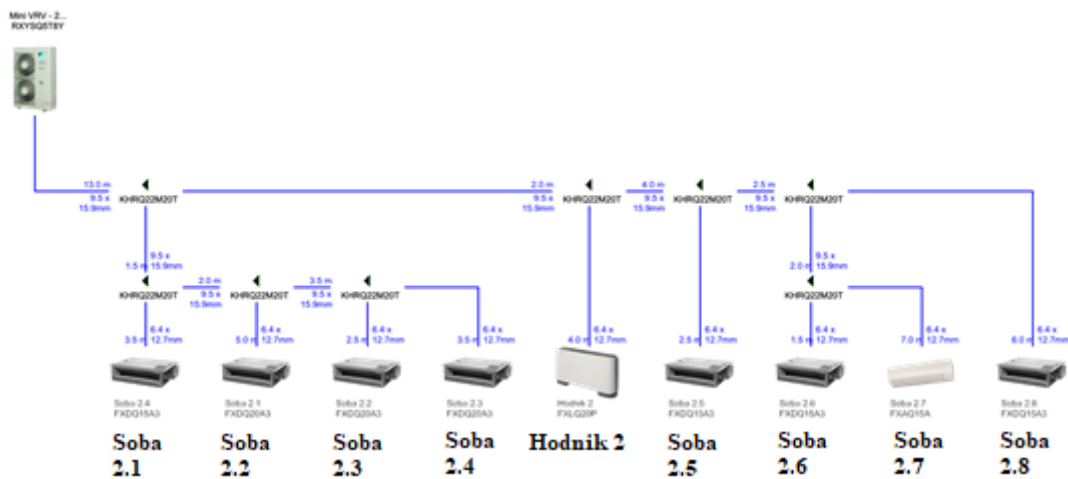 Mini VRV - 2...
RXYSQ5T8Y
13.0 m
9.5 x
15.9mm
KHRQ22M20T
2.0 m
9.5 x
15.9mm
KHRQ22M20T
4.0 m
9.5 x
15.9mm
KHRQ22M20T
2.5 m
9.5 x
15.9mm
KHRQ22M20T
9.5 x
1.5 m 15.9mm
KHRQ22M20T
2.0 m
9.5 x
15.9mm
KHRQ22M20T
3.5 m
9.5 x
15.9mm
KHRQ22M20T
9.5 x
2.0 m 15.9mm
KHRQ22M20T
6.4 x
3.5 m 12.7mm
6.4 x
5.0 m 12.7mm
6.4 x
2.5 m 12.7mm
6.4 x
3.5 m 12.7mm
6.4 x
4.0 m 12.7mm
6.4 x
2.5 m 12.7mm
6.4 x
1.5 m 12.7mm
6.4 x
7.0 m 12.7mm
6.4 x
6.0 m 12.7mm
Soba 2.4
FXDQ15A3
Soba 2.1
FXDQ20A3
Soba 2.2
FXDQ20A3
Soba 2.3
FXDQ20A3
Hodnik 2
FXLQ20P
Soba 2.5
FXDQ15A3
Soba 2.6
FXDQ15A3
Soba 2.7
FXAQ15A
Soba 2.8
FXDQ15A3
Soba
2.1
Soba
2.2
Soba
2.3
Soba
2.4
Hodnik 2
Soba
2.5
Soba
2.6
Soba
2.7
Soba
2.8